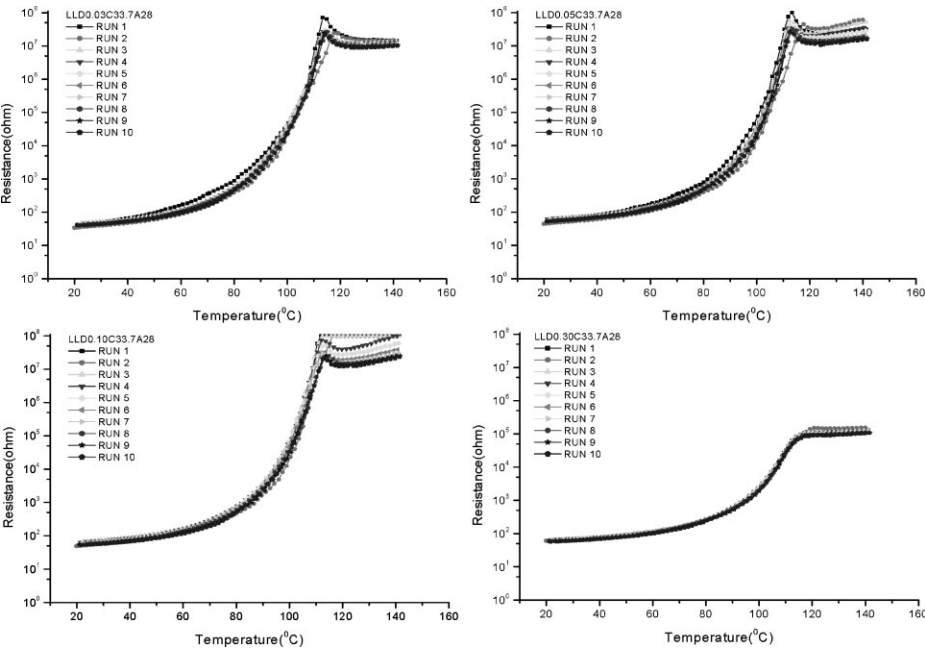 LLD0.03C33.7A28
RUN 1
RUN 2
RUN 3
RUN 4
RUN 5
RUN 6
RUN 7
RUN 8
RUN 9
RUN 10
10⁸
10⁷
10⁶
10⁵
10⁴
10³
10²
10¹
10⁰
Resistance(ohm)
20 40 60 80 100 120 140 160
Temperature(⁰C)
LLD0.05C33.7A28
RUN 1
RUN 2
RUN 3
RUN 4
RUN 5
RUN 6
RUN 7
RUN 8
RUN 9
RUN 10
10⁸
10⁷
10⁶
10⁵
10⁴
10³
10²
10¹
10⁰
Resistance(ohm)
20 40 60 80 100 120 140 160
Temperature(⁰C)
LLD0.10C33.7A28
RUN 1
RUN 2
RUN 3
RUN 4
RUN 5
RUN 6
RUN 7
RUN 8
RUN 9
RUN 10
10⁸
10⁷
10⁶
10⁵
10⁴
10³
10²
10¹
10⁰
Resistance(ohm)
20 40 60 80 100 120 140 160
Temperature(⁰C)
LLD0.30C33.7A28
RUN 1
RUN 2
RUN 3
RUN 4
RUN 5
RUN 6
RUN 7
RUN 8
RUN 9
RUN 10
10⁸
10⁷
10⁶
10⁵
10⁴
10³
10²
10¹
10⁰
Resistance(ohm)
20 40 60 80 100 120 140 160
Temperature(⁰C)